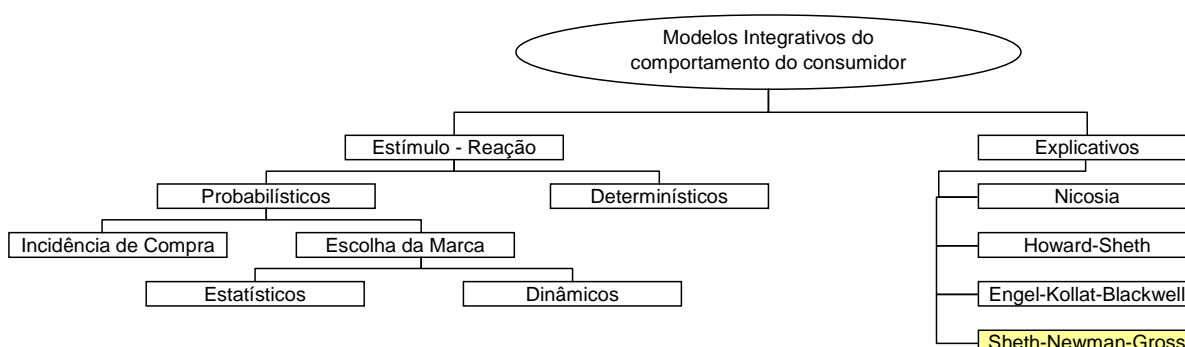 Modelos Integrativos do
comportamento do consumidor
Estímulo - Reação
Explicativos
Probabilísticos
Determinísticos
Nicosia
Incidência de Compra
Escolha da Marca
Howard-Sheth
Estatísticos
Dinâmicos
Engel-Kollat-Blackwell
Sheth-Newman-Gross